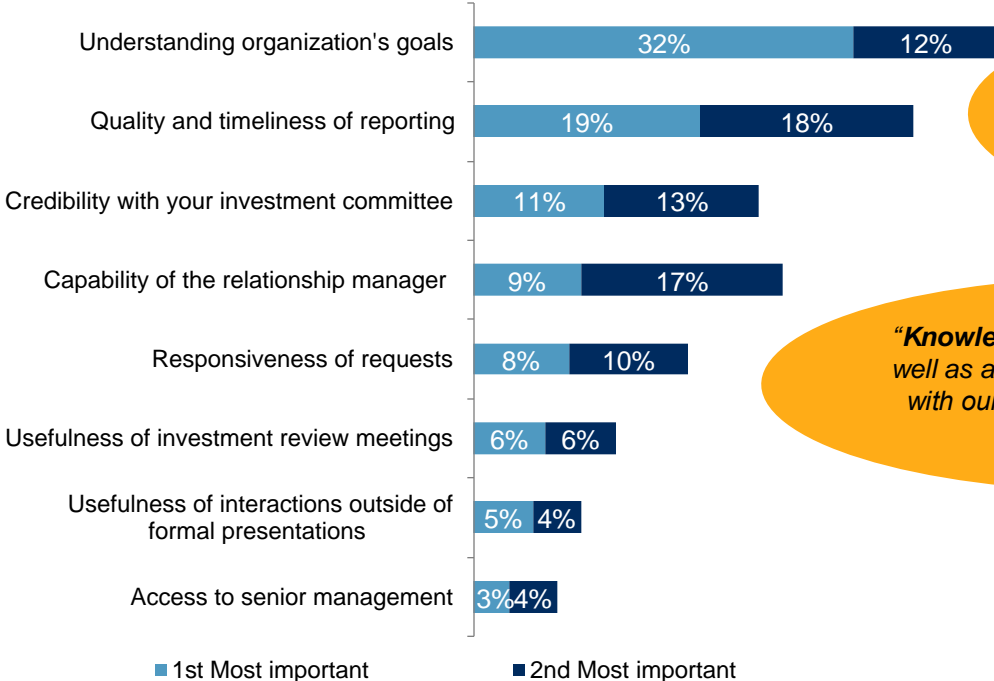 Understanding organization's goals 32% 12%
Quality and timeliness of reporting 19% 18%
Credibility with your investment committee 11% 13%
Capability of the relationship manager 9% 17%
Responsiveness of requests 8% 10%
Usefulness of investment review meetings 6% 6%
Usefulness of interactions outside of
formal presentations 5% 4%
Access to senior management 3% 4%
“Knowle
well as a
with our
1st Most important 2nd Most important